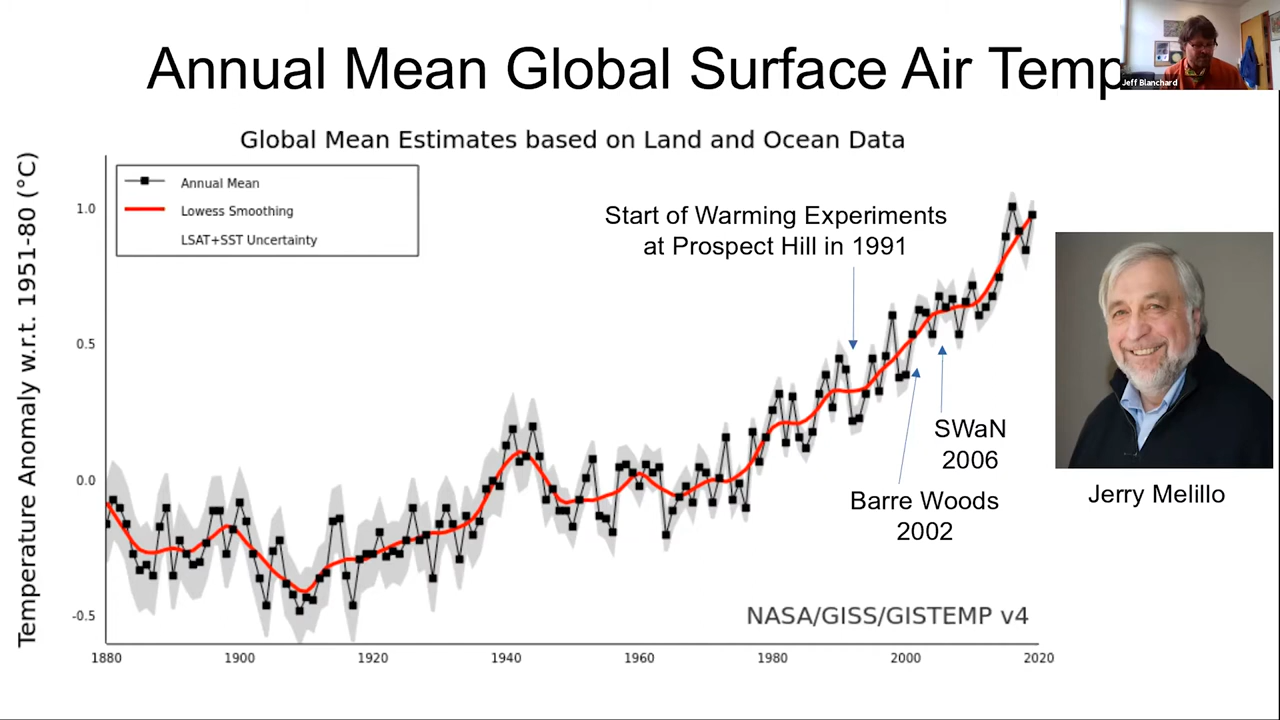 Annual Mean Global Surface Air Temp
Jeff Blanchard
Global Mean Estimates based on Land and Ocean Data
Temperature Anomaly w.r.t. 1951-80 (°C)
Annual Mean
Lowess Smoothing
LSAT+SST Uncertainty
1.0
0.5
0.0
-0.5
Start of Warming Experiments
at Prospect Hill in 1991
SWaN
2006
Barre Woods
2002
Jerry Melillo
NASA/GISS/GISTEMP v4
1880
1900
1920
1940
1960
1980
2000
2020